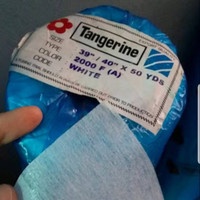 Tangerine
SIZE 39" / 40" X 50 YDS
TYPE 2000 F (A)
COLOR WHITE
CODE